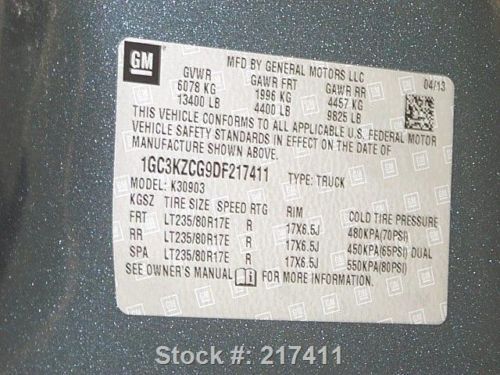 GM
MFD BY GENERAL MOTORS LLC
04/13
GVWR GAWR FRT GAWR RR
6078 KG 1996 KG 4457 KG
13400 LB 4400 LB 9825 LB
THIS VEHICLE CONFORMS TO ALL APPLICABLE U.S. FEDERAL MOTOR
VEHICLE SAFETY STANDARDS IN EFFECT ON THE DATE OF
MANUFACTURE SHOWN ABOVE.
1GC3KZCG9DF217411 TYPE: TRUCK
MODEL: K30903
KGSZ TIRE SIZE SPEED RTG RIM COLD TIRE PRESSURE
FRT LT235/80R17E R 17X6.5J 480KPA(70PSI)
RR LT235/80R17E R 17X6.5J 450KPA(65PSI) DUAL
SPA LT235/80R17E R 17X6.5J 550KPA(80PSI)
SEE OWNER'S MANUAL FOR MORE INFORMATION.
Stock #: 217411